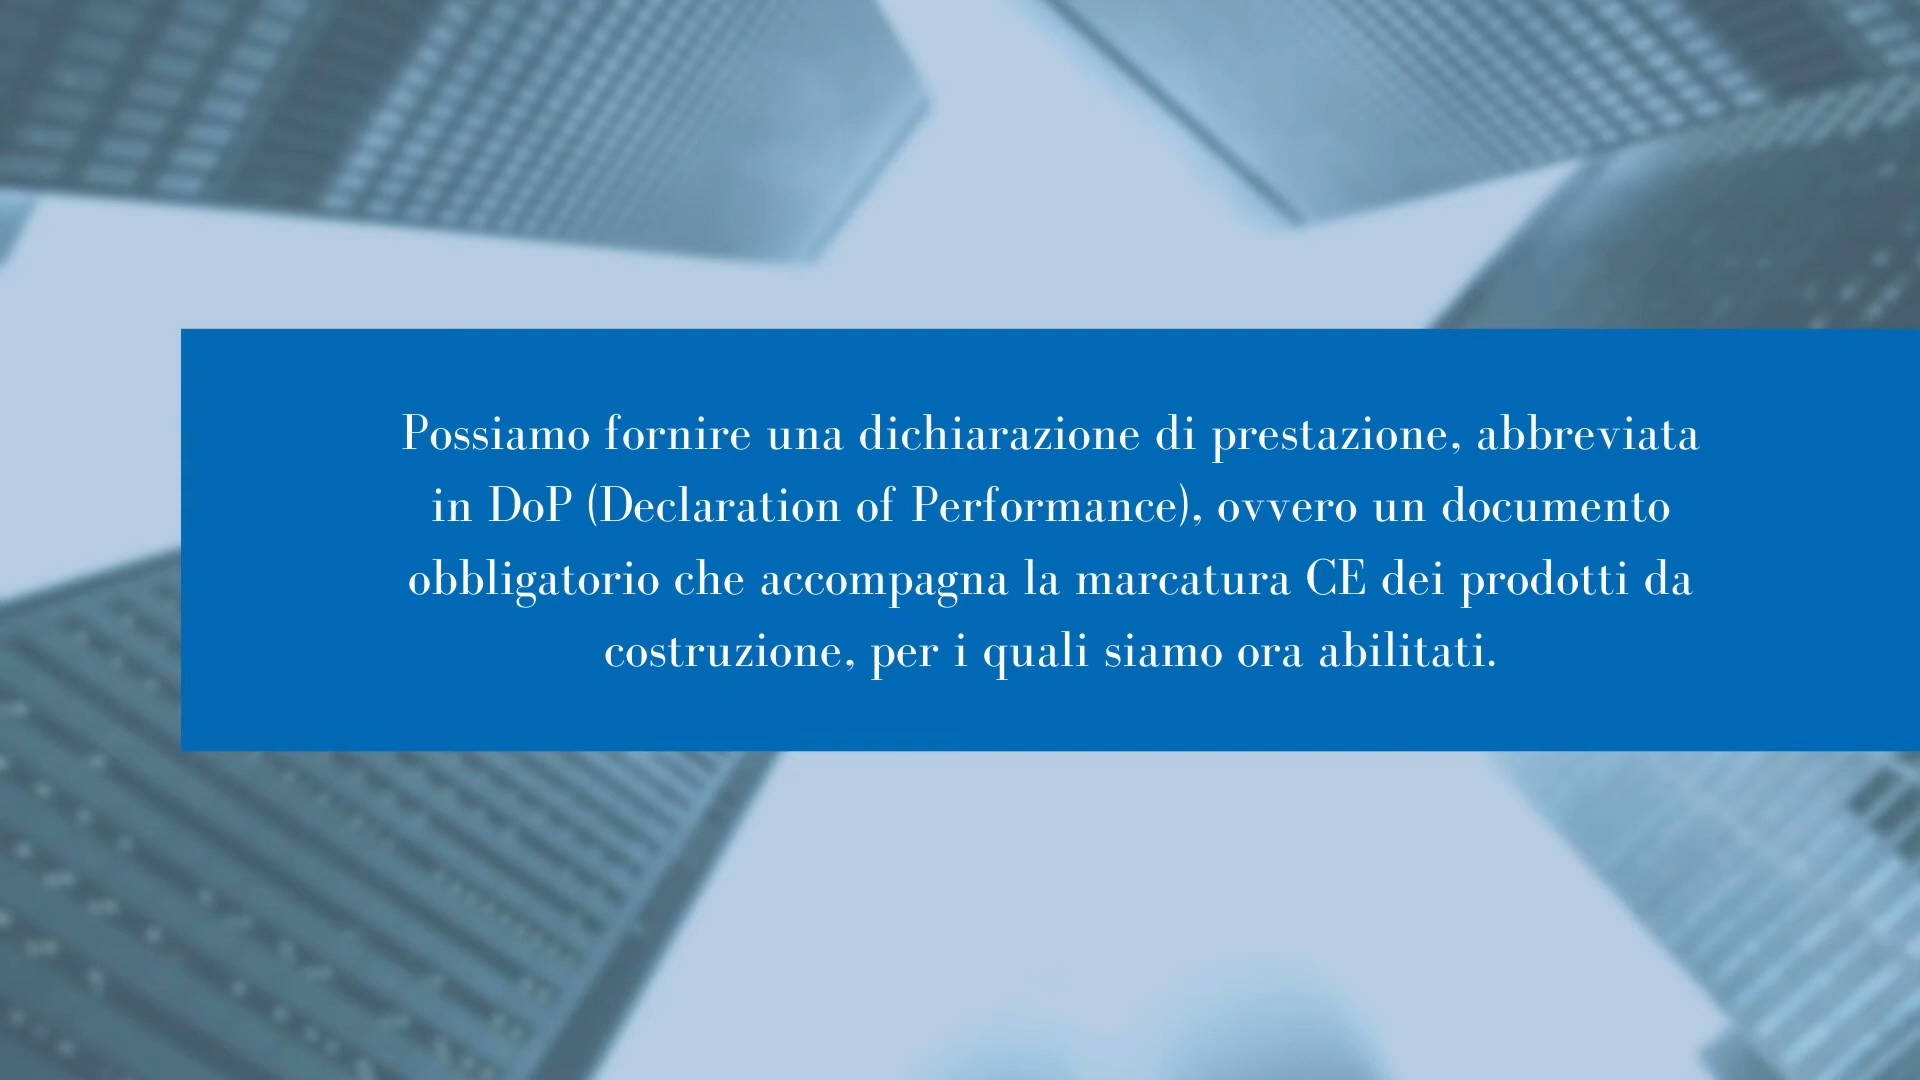 Possiamo fornire una dichiarazione di prestazione, abbreviata
in DoP (Declaration of Performance), ovvero un documento
obbligatorio che accompagna la marcatura CE dei prodotti da
costruzione, per i quali siamo ora abilitati.